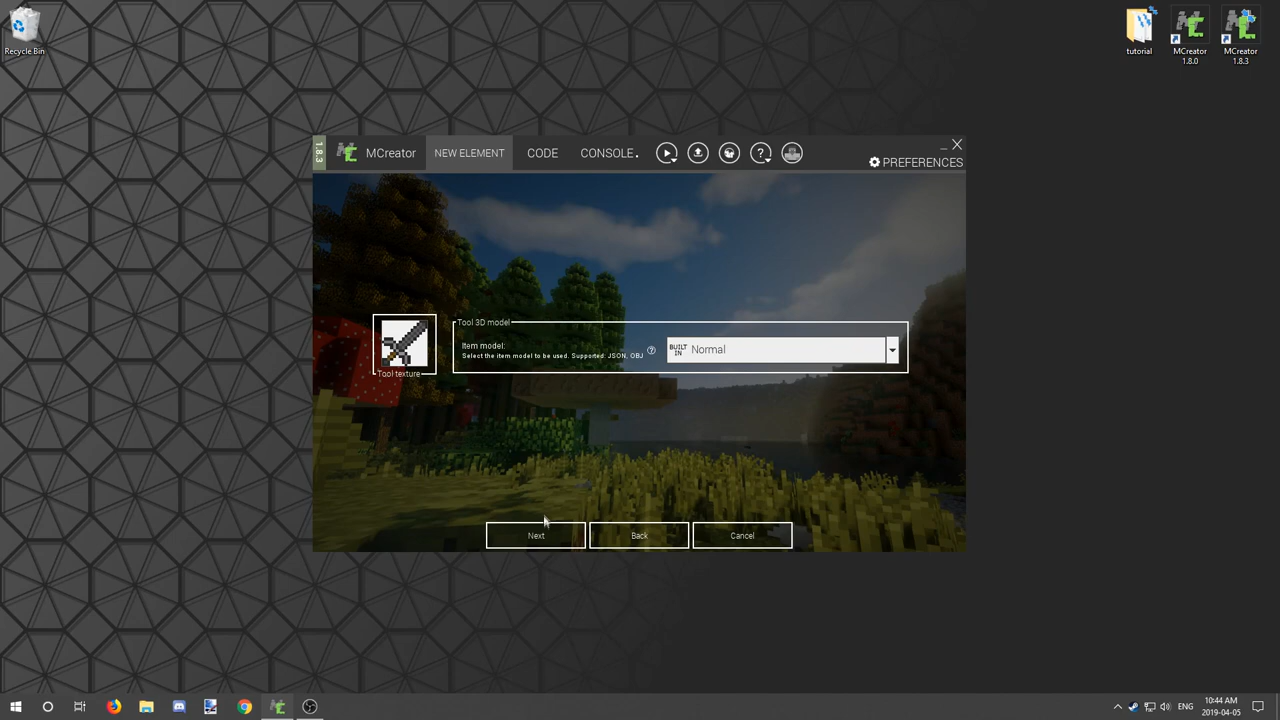 Recycle Bin
tutorial
MCreator
1.8.0
MCreator
1.8.3
1.8.3
MCreator
NEW ELEMENT
CODE
CONSOLE.
?
PREFERENCES
Tool texture
Tool 3D model
Item model:
Select the item model to be used. Supported: JSON, OBJ
?
BUILT
IN
Normal
Next
Back
Cancel
ENG
10:44 AM
2019-04-05